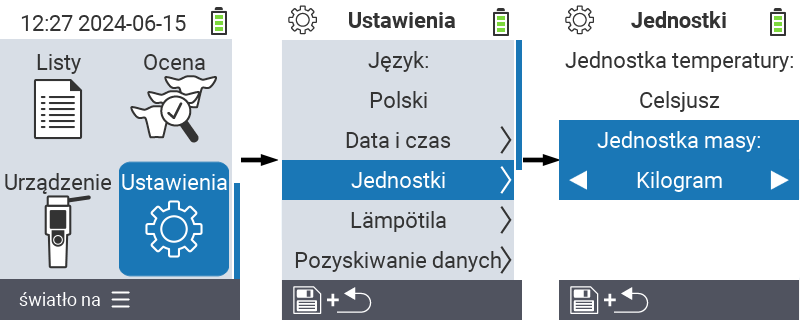 12:27 2024-06-15
Listy
Ocena
Urządzenie
Ustawienia
światło na
Ustawienia
Język:
Polski
Data i czas
Jednostki
Lämpötila
Pozyskiwanie danych
+
Jednostki
Jednostka temperatury:
Celsjusz
Jednostka masy:
Kilogram
+